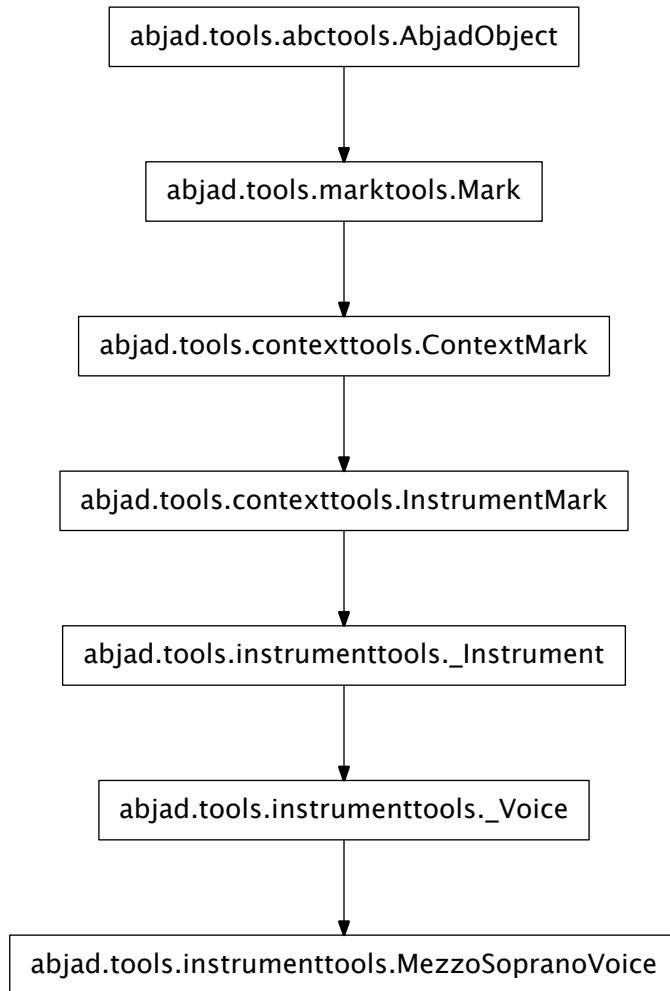 abjad.tools.abctools.AbjadObject
abjad.tools.marktools.Mark
abjad.tools.contexttools.ContextMark
abjad.tools.contexttools.InstrumentMark
abjad.tools.instrumenttools._Instrument
abjad.tools.instrumenttools._Voice
abjad.tools.instrumenttools.MezzoSopranoVoice